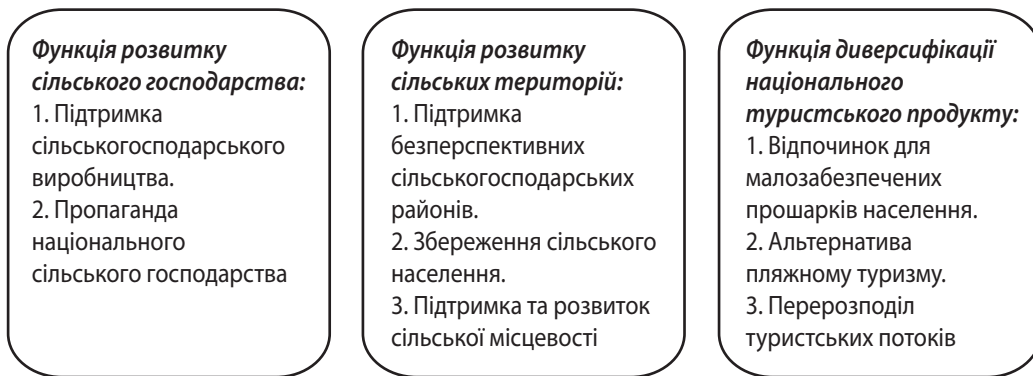 Функція розвитку
сільського господарства:
1. Підтримка
сільськогосподарського
виробництва.
2. Пропаганда
національного
сільського господарства
Функція розвитку
сільських територій:
1. Підтримка
безперспективних
сільськогосподарських
районів.
2. Збереження сільського
населення.
3. Підтримка та розвиток
сільської місцевості
Функція диверсифікації
національного
туристського продукту:
1. Відпочинок для
малозабезпечених
прошарків населення.
2. Альтернатива
пляжному туризму.
3. Перерозподіл
туристських потоків